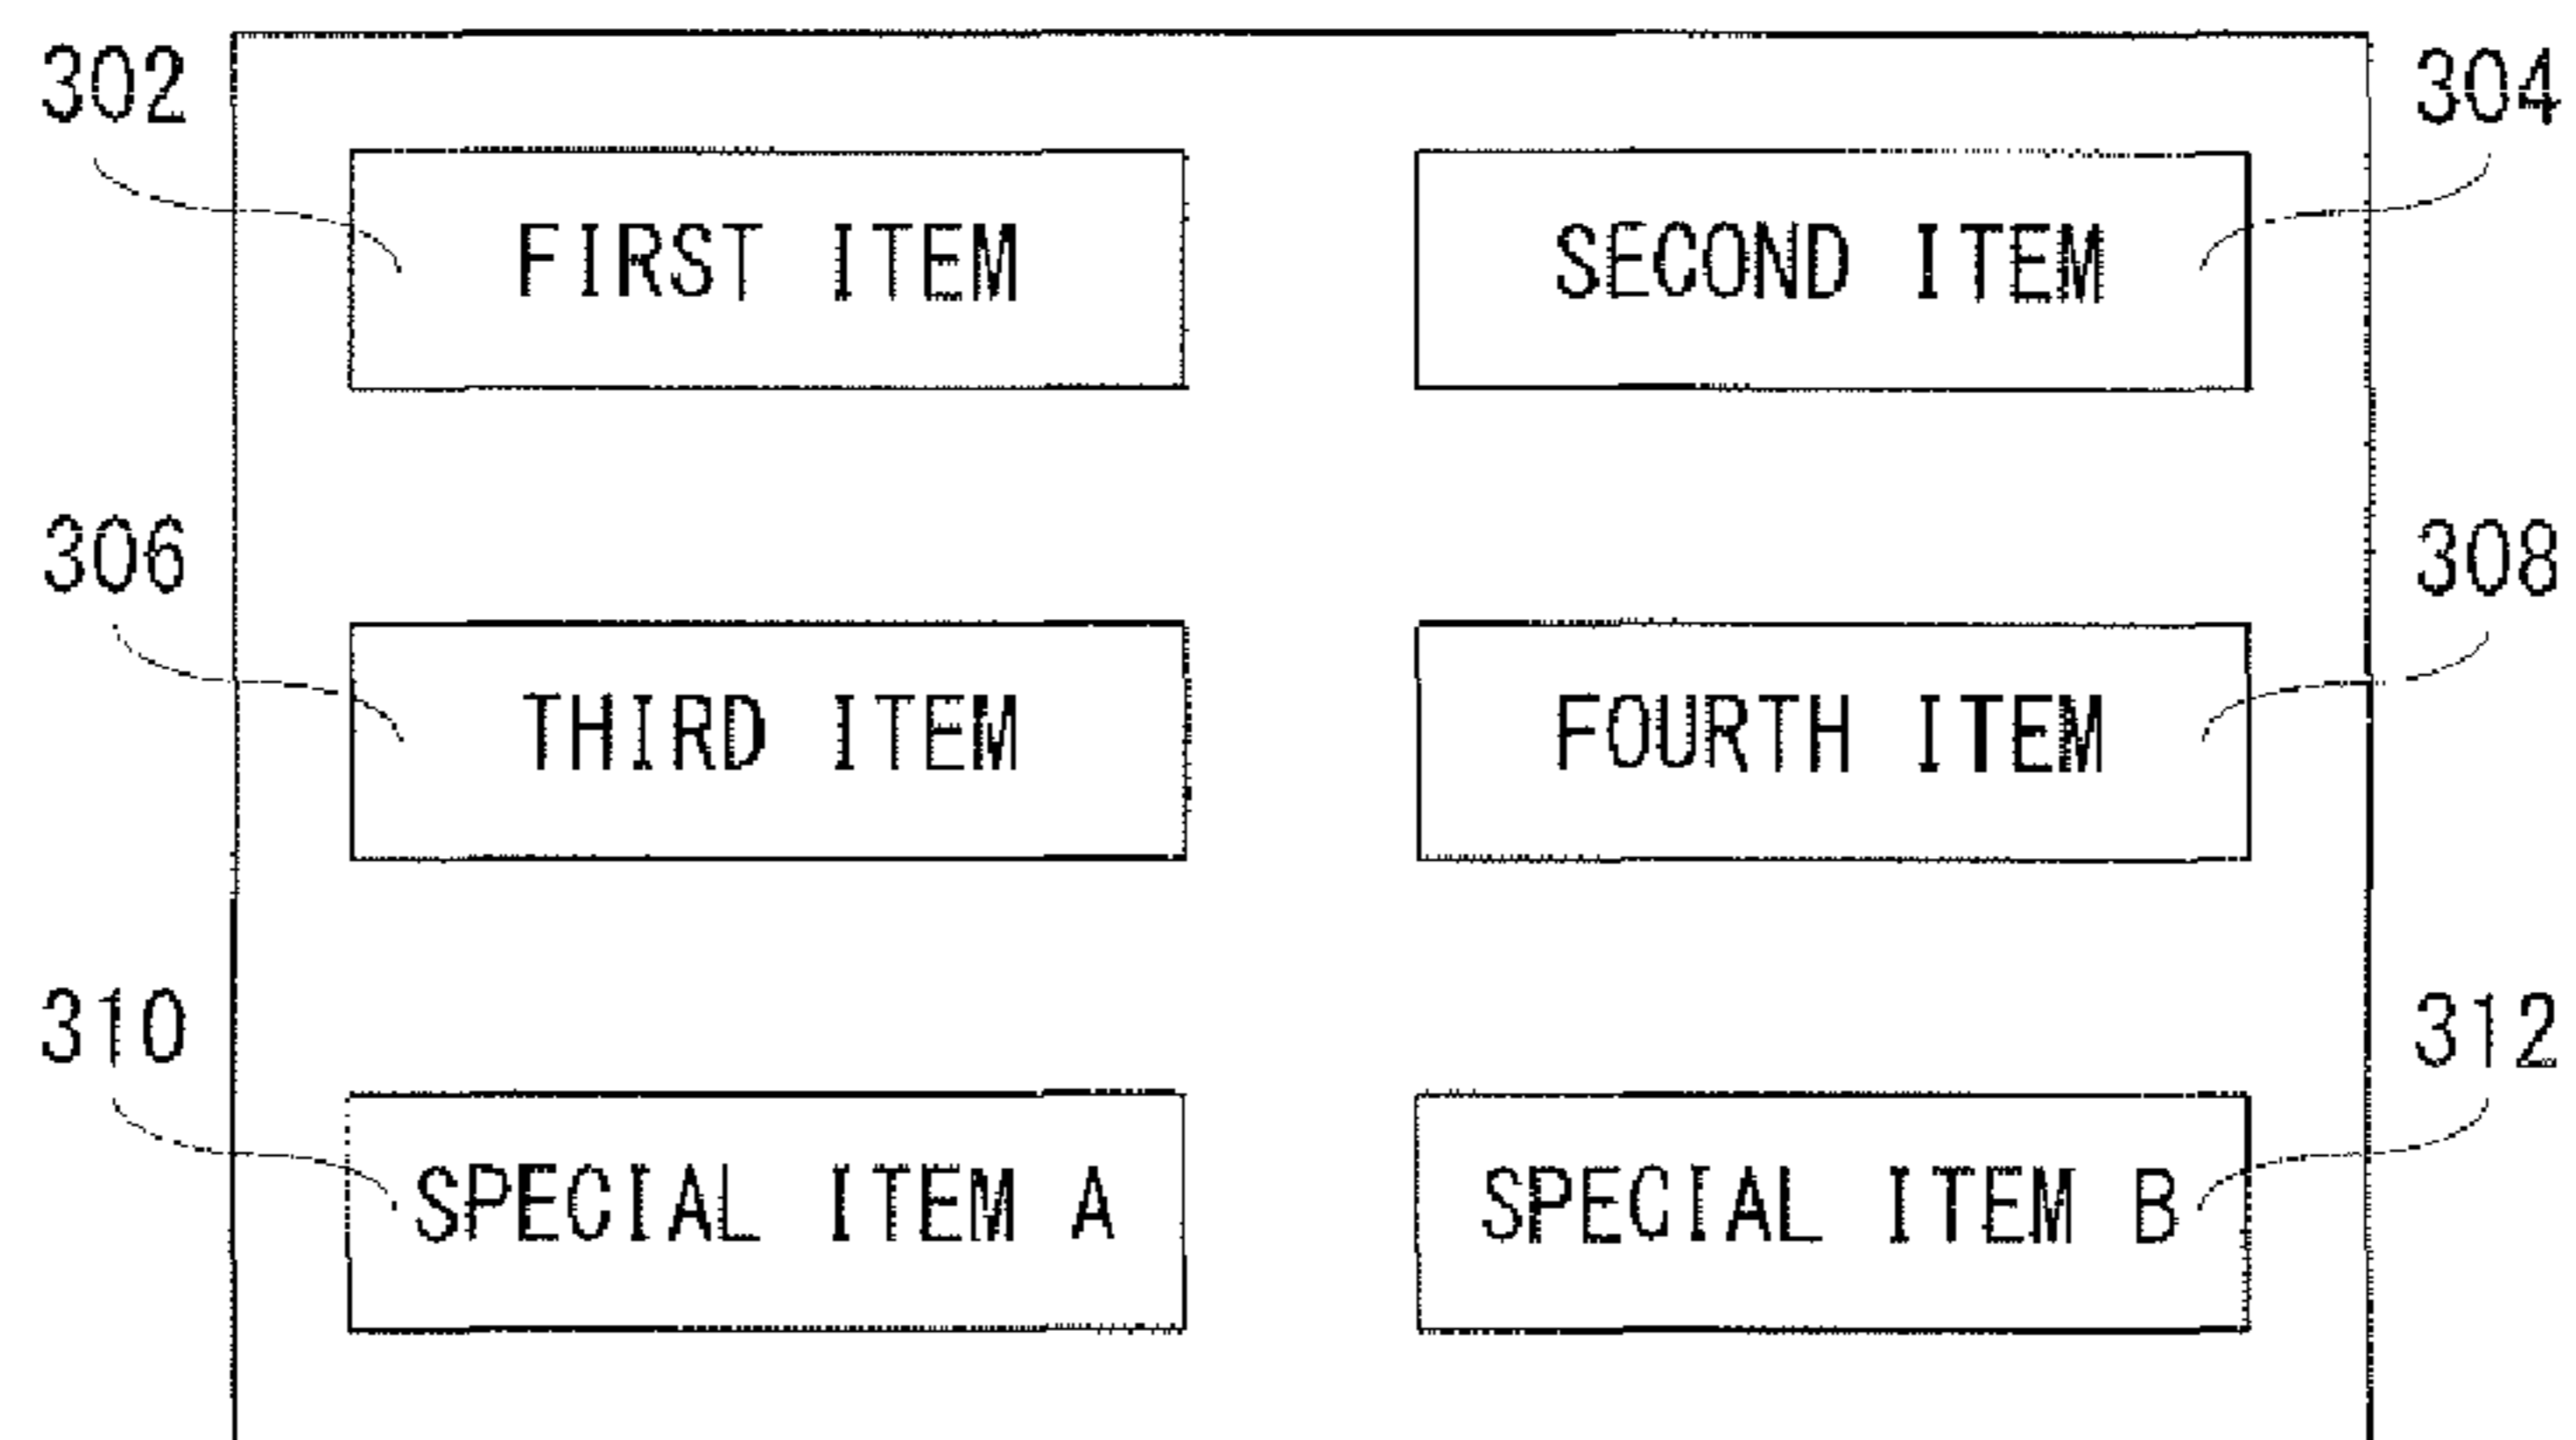 302 304
FIRST ITEM SECOND ITEM
306 308
THIRD ITEM FOURTH ITEM
310 312
SPECIAL ITEM A SPECIAL ITEM B